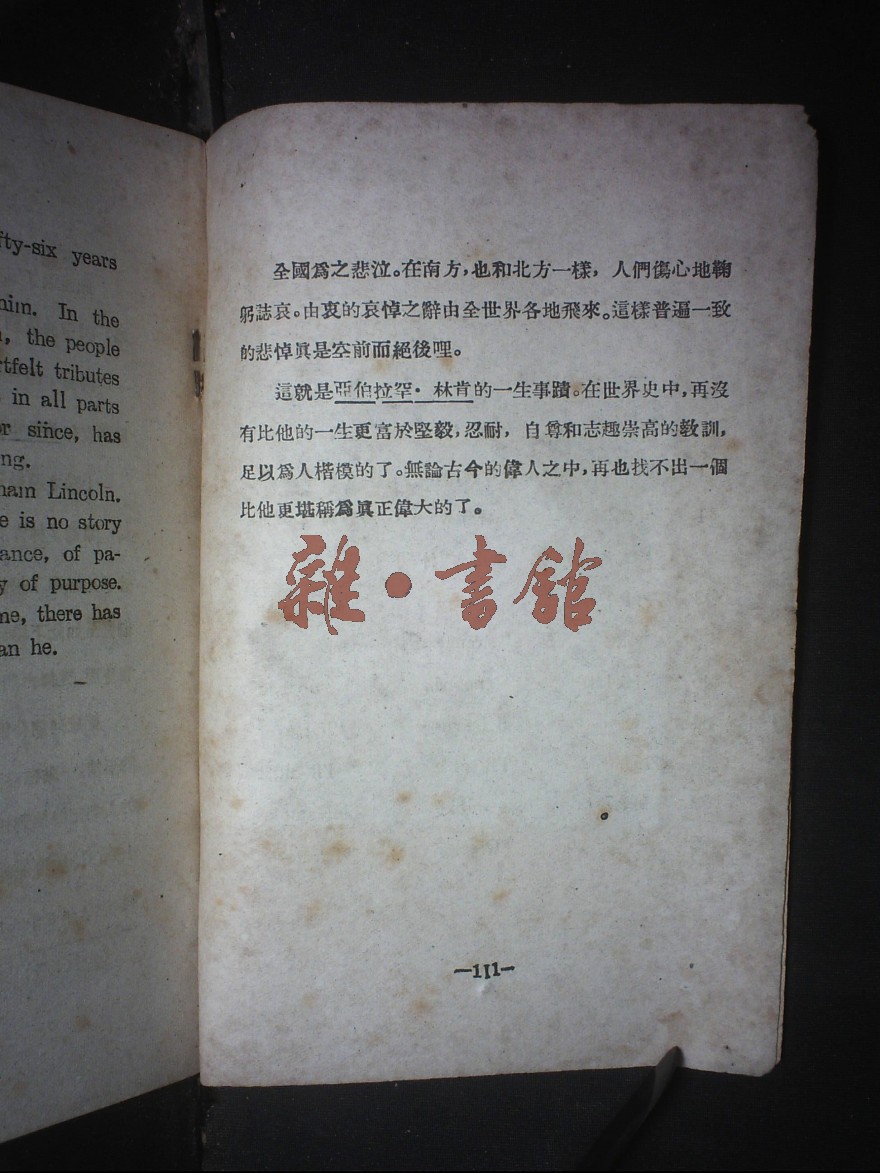 fty-six years
him. In the
, the people
rtfelt tributes
in all parts
or since, has
ng.
ham Lincoln.
e is no story
ance, of pa-
y of purpose.
me, there has
an he.
全國爲之悲泣。在南方，也和北方一樣，人們傷心地鞠
躬誌哀。由衷的哀悼之辭由全世界各地飛來。這樣普遍一致
的悲悼眞是空前而絕後哩。
這就是亞伯拉罕·林肯的一生事蹟。在世界史中，再沒
有比他的一生更富於堅毅，忍耐，自尊和志趣崇高的敎訓，
足以爲人楷模的了。無論古今的偉人之中，再也找不出一個
比他更堪稱爲眞正偉大的了。
雜·書館
—111—